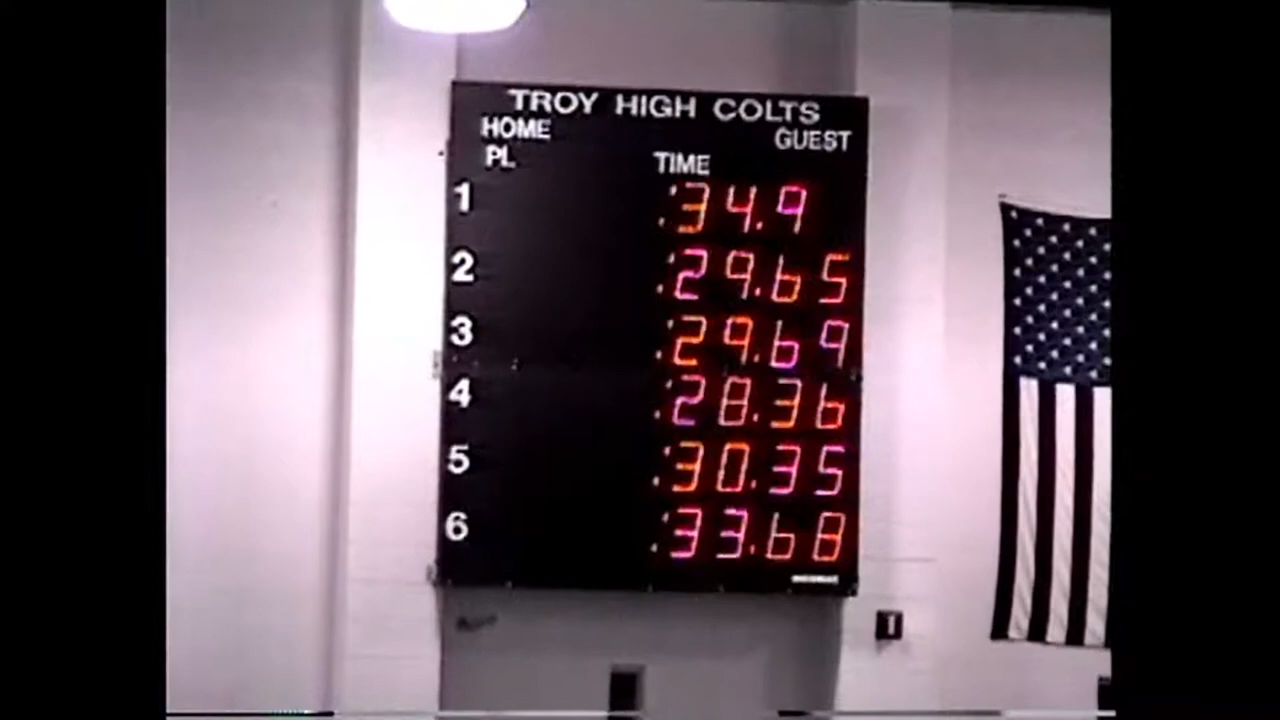 TROY HIGH COLTS
HOME GUEST
PL TIME
1 :34.9
2 :29.65
3 :29.69
4 :28.36
5 :30.35
6 :33.68
1